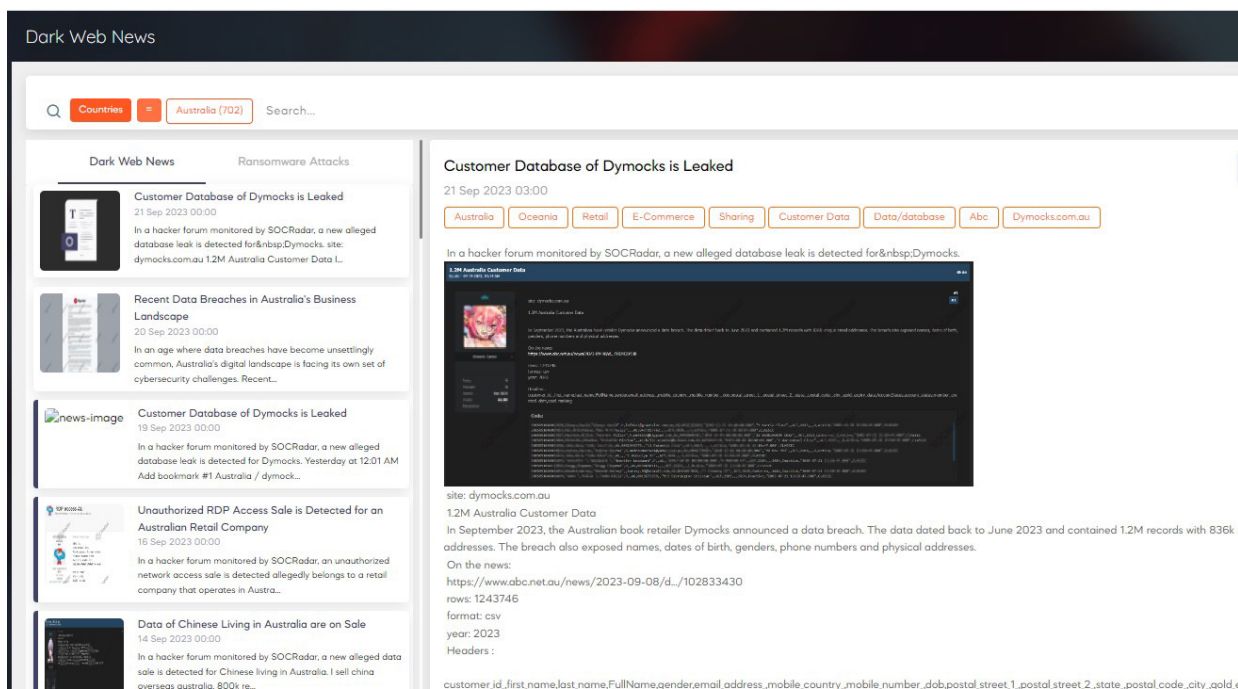 Dark Web News
Countries
=
Australia (702)
Search...
Dark Web News
Ransomware Attacks
Customer Database of Dymocks is Leaked
21 Sep 2023 00:00
In a hacker forum monitored by SOCRadar, a new alleged
database leak is detected for&nbsp;Dymocks. site:
dymocks.com.au 1.2M Australia Customer Data I...
Recent Data Breaches in Australia's Business
Landscape
20 Sep 2023 00:00
In an age where data breaches have become unsettlingly
common, Australia's digital landscape is facing its own set of
cybersecurity challenges. Recent...
news-image
Customer Database of Dymocks is Leaked
19 Sep 2023 00:00
In a hacker forum monitored by SOCRadar, a new alleged
database leak is detected for Dymocks. Yesterday at 12:01 AM
Add bookmark #1 Australia / dymock...
Unauthorized RDP Access Sale is Detected for an
Australian Retail Company
16 Sep 2023 00:00
In a hacker forum monitored by SOCRadar, an unauthorized
network access sale is detected allegedly belongs to a retail
company that operates in Austra...
Data of Chinese Living in Australia are on Sale
14 Sep 2023 00:00
In a hacker forum monitored by SOCRadar, a new alleged data
sale is detected for Chinese living in Australia. I sell china
overseas australia. 800k re...
Customer Database of Dymocks is Leaked
21 Sep 2023 03:00
Australia
Oceania
Retail
E-Commerce
Sharing
Customer Data
Data/database
Abc
Dymocks.com.au
In a hacker forum monitored by SOCRadar, a new alleged database leak is detected for&nbsp;Dymocks.
1.2M Australia Customer Data
1.2M Australia Customer Data
site: dymocks.com.au
1.2M Australia Customer Data
In September 2023, the Australian book retailer Dymocks announced a data breach. The data dated back to June 2023 and contained 1.2M records with 836k
addresses. The breach also exposed names, dates of birth, genders, phone numbers and physical addresses.
On the news:
https://www.abc.net.au/news/2023-09-08/d.../102833430
rows: 1243746
format: csv
year: 2023
Headers :
customer_id,first_name,last_name,FullName,gender,email_address,mobile_country,mobile_number,dob,postal_street_1,postal_street_2,state,postal_code,city,gold_e